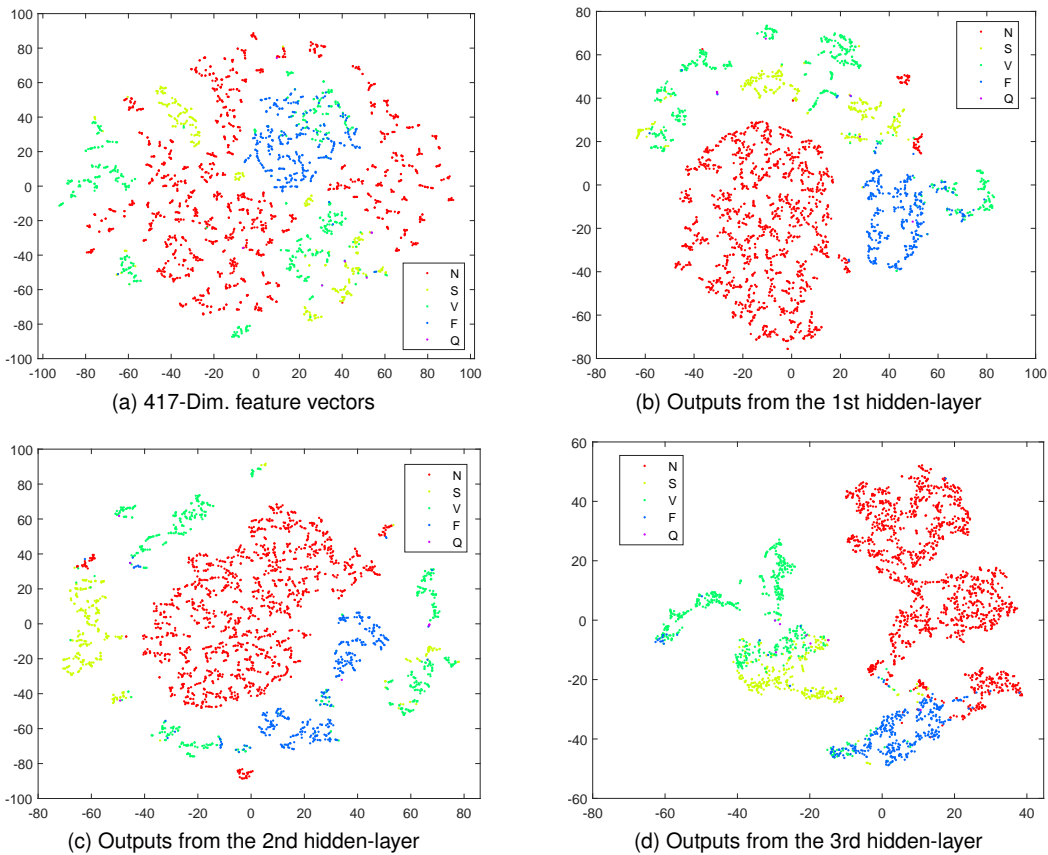 100
80
60
40
20
0
-20
-40
-60
-80
-100
-100 -80 -60 -40 -20 0 20 40 60 80 100
N
S
V
F
Q
(a) 417-Dim. feature vectors
80
60
40
20
0
-20
-40
-60
-80
-80 -60 -40 -20 0 20 40 60 80 100
N
S
V
F
Q
(b) Outputs from the 1st hidden-layer
100
80
60
40
20
0
-20
-40
-60
-80
-100
-80 -60 -40 -20 0 20 40 60 80
N
S
V
F
Q
(c) Outputs from the 2nd hidden-layer
60
40
20
0
-20
-40
-60
-80 -60 -40 -20 0 20 40
N
S
V
F
Q
(d) Outputs from the 3rd hidden-layer